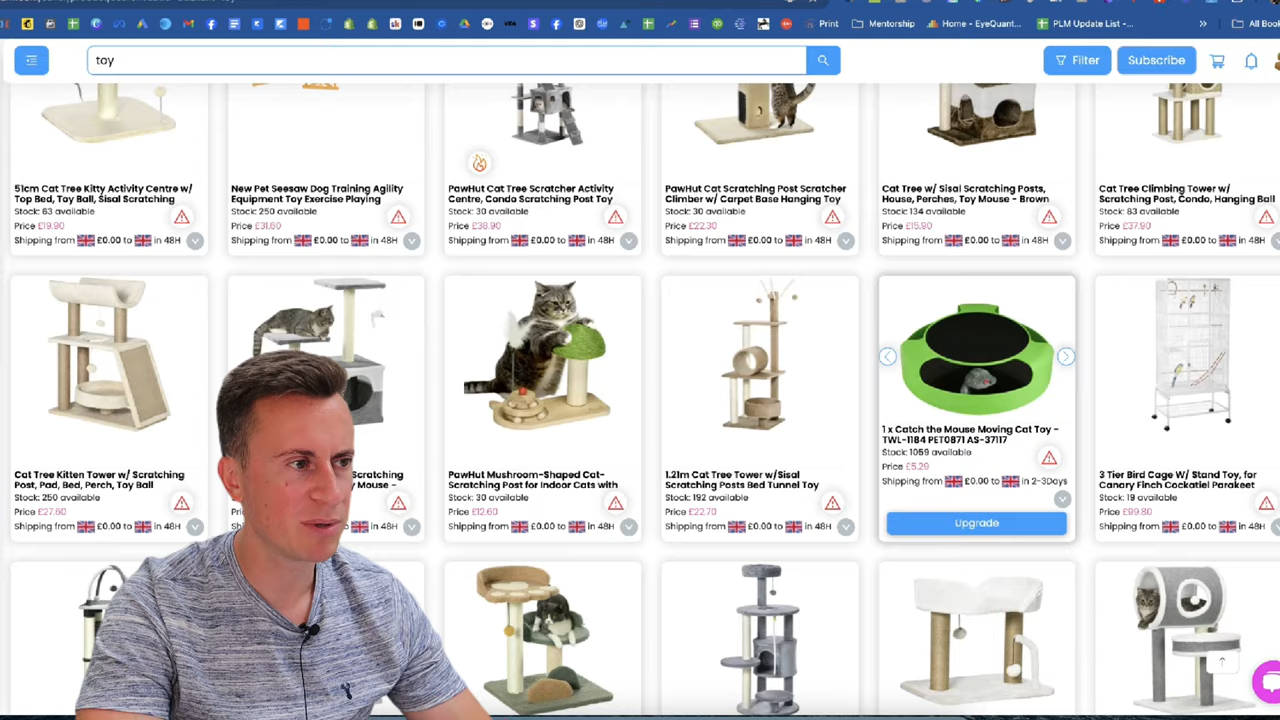 Print
Mentorship
Home - EyeQuant...
PLM Update List -...
»
All Book
toy
Filter
Subscribe
51cm Cat Tree Kitty Activity Centre w/
Top Bed, Toy Ball, Sisal Scratching
Stock: 63 available
Price £19.90
Shipping from £0.00 to in 48H
New Pet Seesaw Dog Training Agility
Equipment Toy Exercise Playing
Stock: 250 available
Price £31.60
Shipping from £0.00 to in 48H
PawHut Cat Tree Scratcher Activity
Centre, Condo Scratching Post Toy
Stock: 30 available
Price £38.90
Shipping from £0.00 to in 48H
PawHut Cat Scratching Post Scratcher
Climber w/ Carpet Base Hanging Toy
Stock: 30 available
Price £22.30
Shipping from £0.00 to in 48H
Cat Tree w/ Sisal Scratching Posts,
House, Perches, Toy Mouse - Brown
Stock: 134 available
Price £15.90
Shipping from £0.00 to in 48H
Cat Tree Climbing Tower w/
Scratching Post, Condo, Hanging Ball
Stock: 83 available
Price £37.90
Shipping from £0.00 to in 48H
Cat Tree Kitten Tower w/ Scratching
Post, Pad, Bed, Perch, Toy Ball
Stock: 250 available
Price £27.60
Shipping from £0.00 to in 48H
Scratching
y Mouse -
in 48H
PawHut Mushroom-Shaped Cat-
Scratching Post for Indoor Cats with
Stock: 30 available
Price £12.60
Shipping from £0.00 to in 48H
1.21m Cat Tree Tower w/Sisal
Scratching Posts Bed Tunnel Toy
Stock: 192 available
Price £22.70
Shipping from £0.00 to in 48H
1 x Catch the Mouse Moving Cat Toy -
TWL-1184 PET0871 AS-37117
Stock: 1059 available
Price £5.29
Shipping from £0.00 to in 2-3Days
Upgrade
3 Tier Bird Cage W/ Stand Toy, for
Canary Finch Cockatiel Parakeet
Stock: 19 available
Price £99.80
Shipping from £0.00 to in 48H